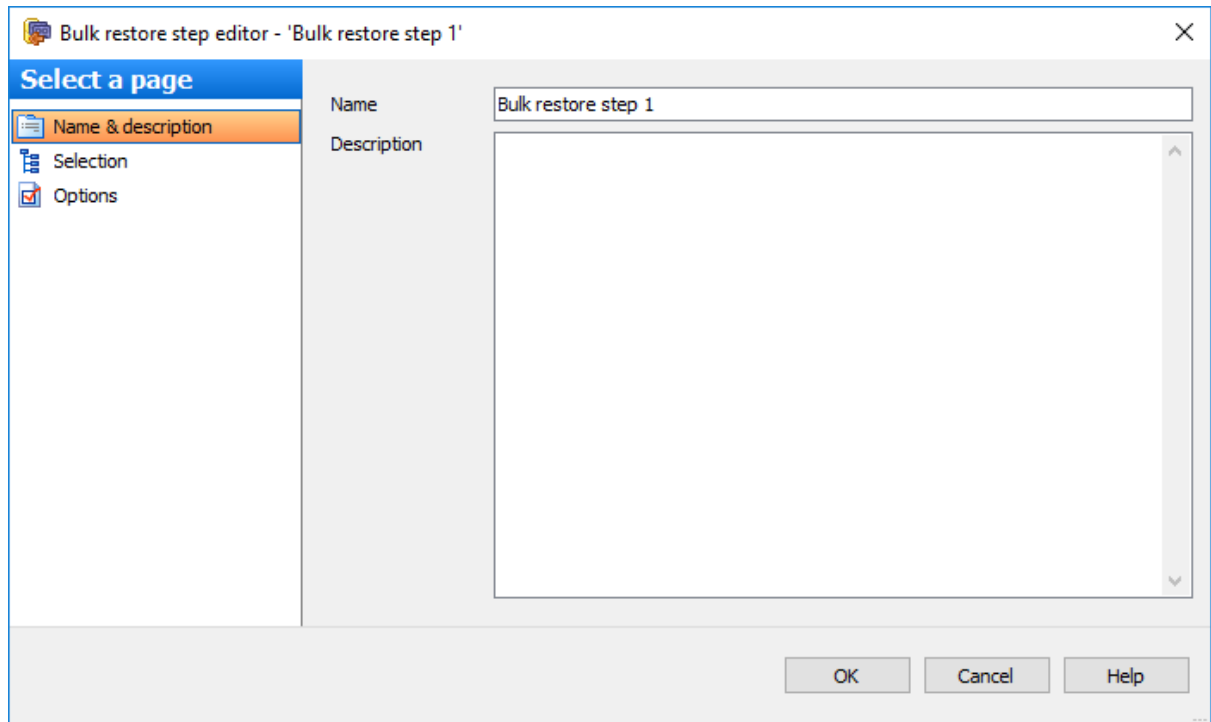 Bulk restore step editor - 'Bulk restore step 1'
Select a page
Name & description
Selection
Options
Name
Bulk restore step 1
Description
OK
Cancel
Help